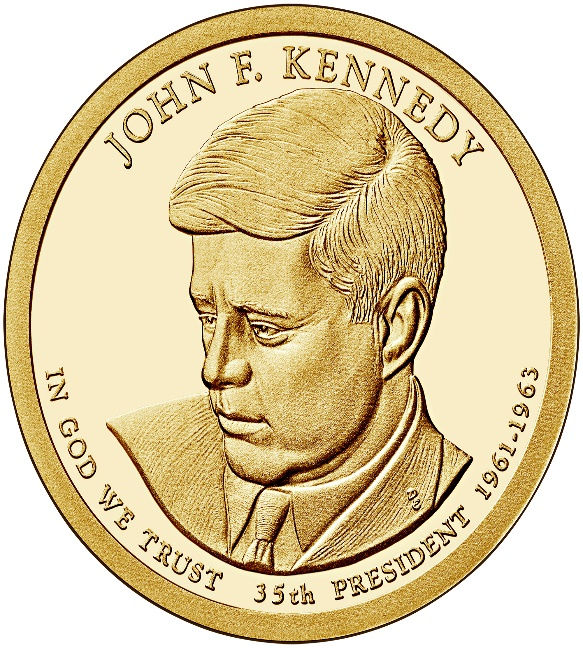 JOHN F. KENNEDY
IN GOD WE TRUST
35th PRESIDENT 1961-1963